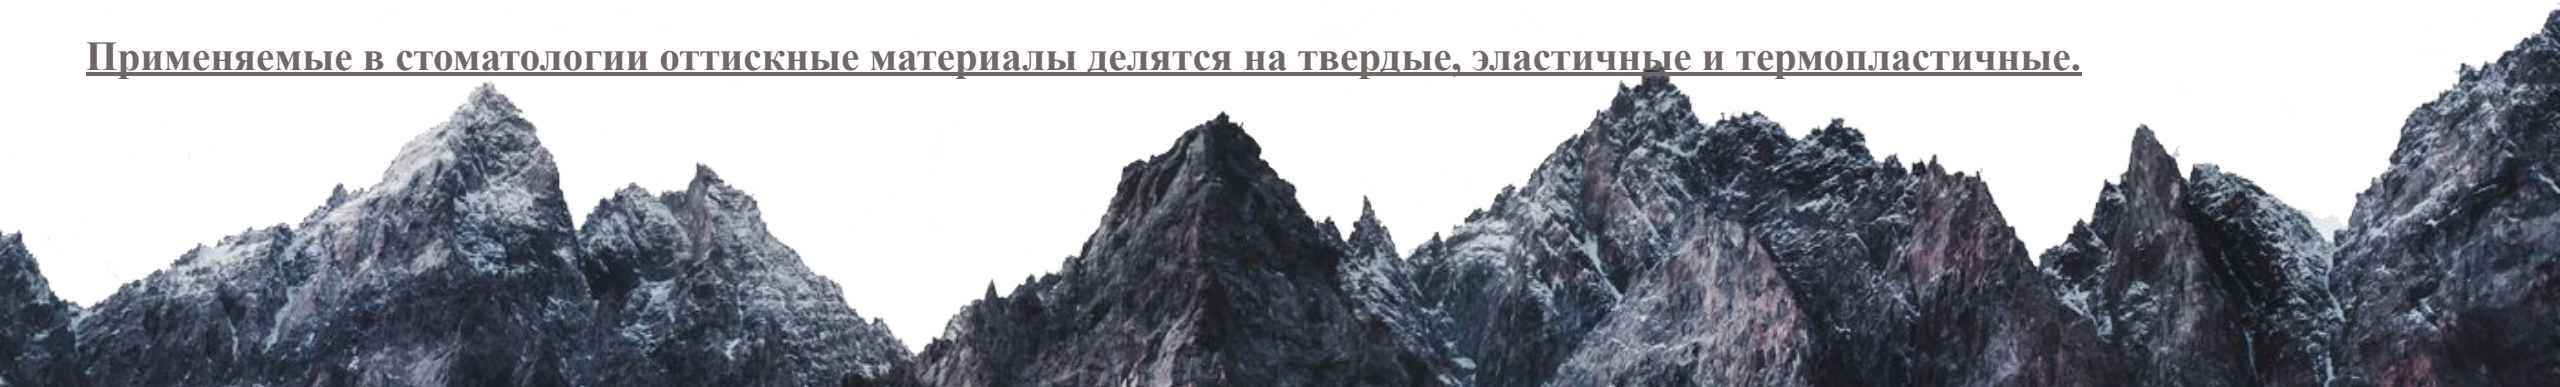 Применяемые в стоматологии оттискные материалы делятся на твердые, эластичные и термопластичные.